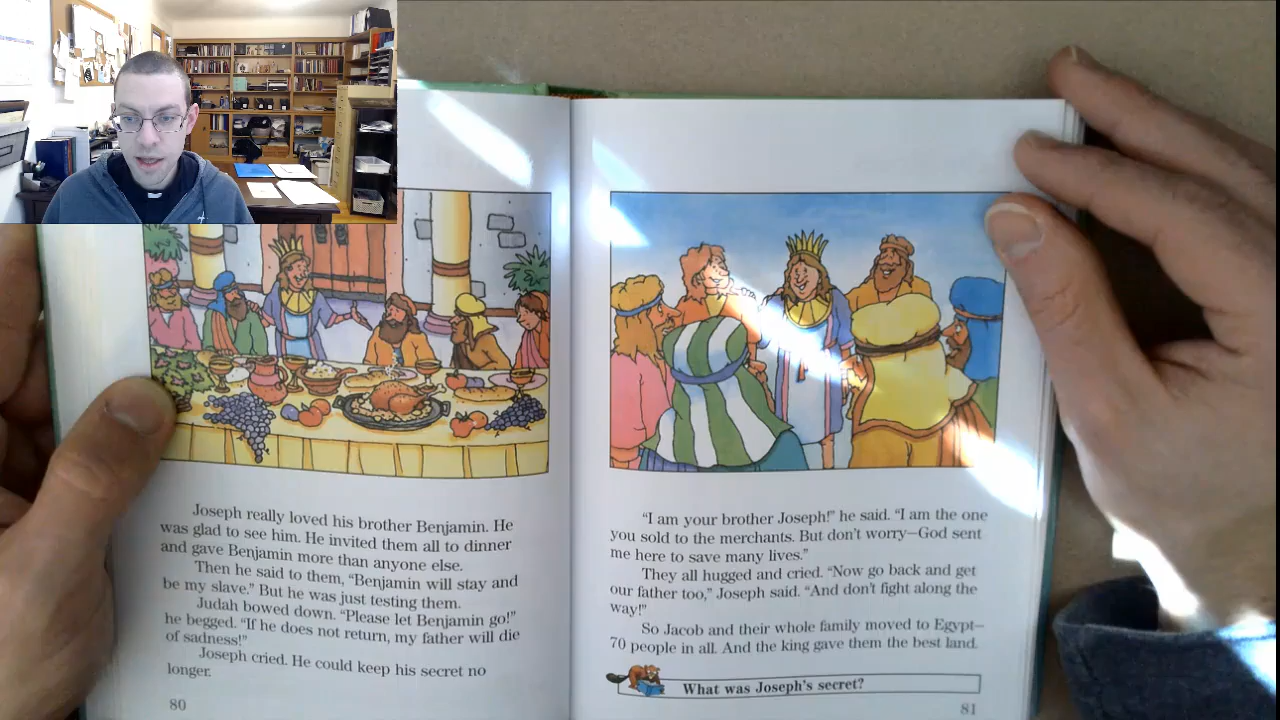 Joseph really loved his brother Benjamin. He
was glad to see him. He invited them all to dinner
and gave Benjamin more than anyone else.
Then he said to them, "Benjamin will stay and
be my slave." But he was just testing them.
Judah bowed down. "Please let Benjamin go!"
he begged. "If he does not return, my father will die
of sadness!"
Joseph cried. He could keep his secret no
longer.
80
"I am your brother Joseph!" he said. "I am the one
you sold to the merchants. But don't worry—God sent
me here to save many lives."
They all hugged and cried. "Now go back and get
our father too," Joseph said. "And don't fight along the
way!"
So Jacob and their whole family moved to Egypt—
70 people in all. And the king gave them the best land.
What was Joseph's secret?
81